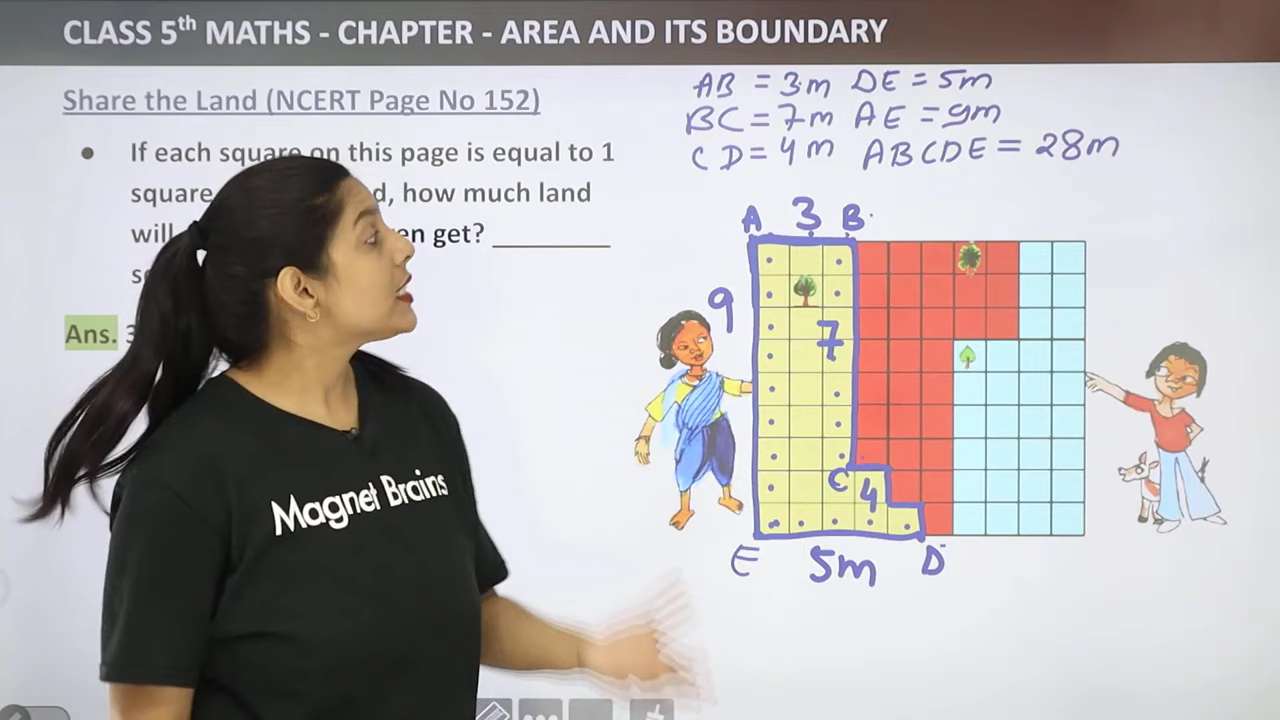 CLASS 5th MATHS - CHAPTER - AREA AND ITS BOUNDARY
Share the Land (NCERT Page No 152)
● If each square on this page is equal to 1
square d, how much land
will en get? __________
Ans. 3
AB = 3m DE = 5m
BC = 7m AE = 9m
CD = 4m ABCDE = 28m
A 3 B
9
7
C 4
E 5m D
Magnet Brains